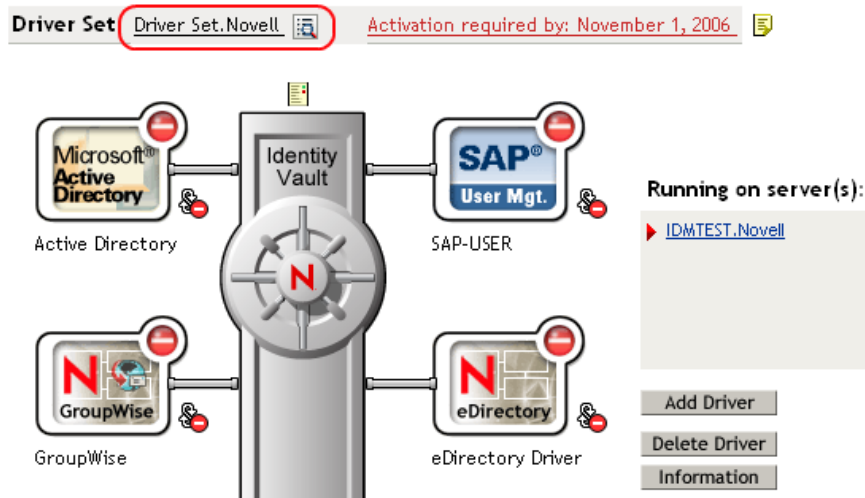 Driver Set Driver Set.Novell Activation required by: November 1, 2006
Microsoft®
Active
Directory
Active Directory
Identity
Vault
N
SAP®
User Mgt.
SAP-USER
Running on server(s):
IDMTEST.Novell
N
GroupWise
GroupWise
N
eDirectory
eDirectory Driver
Add Driver
Delete Driver
Information